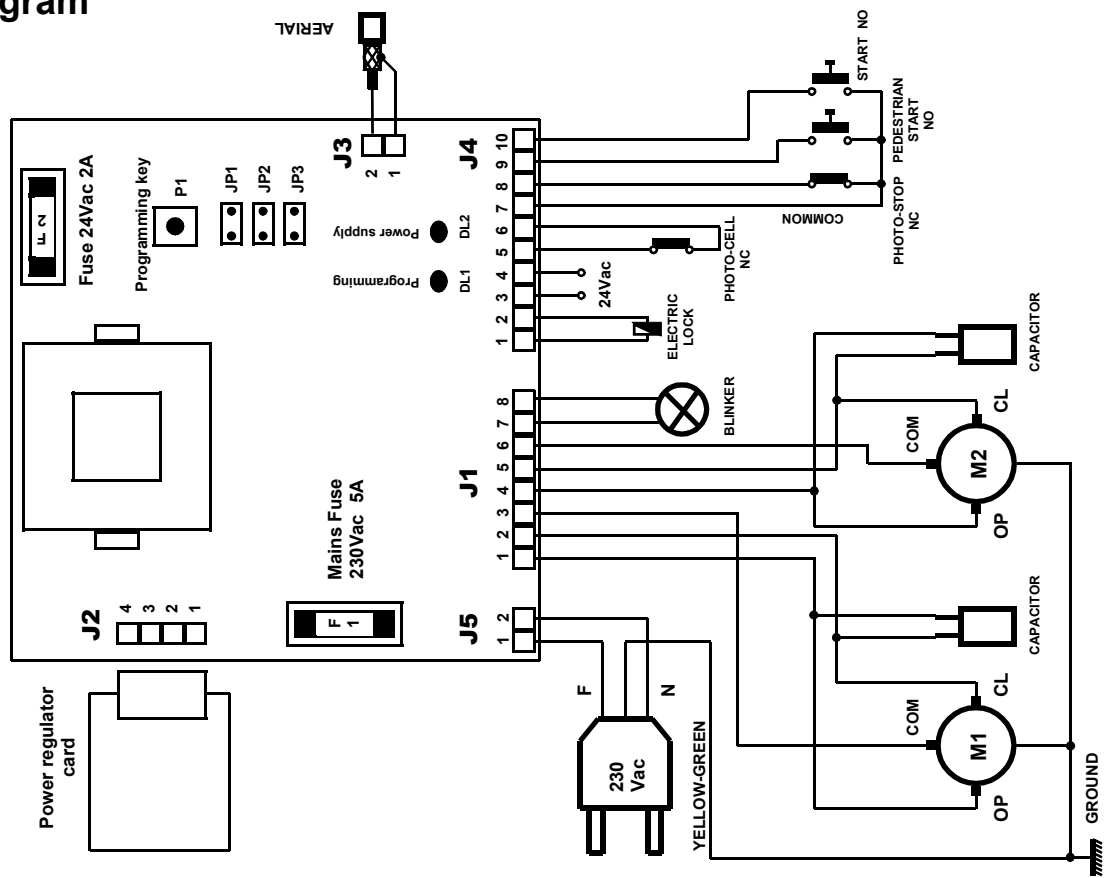 gram
AERIAL
Fuse 24Vac 2A
F 2
Programming key
P1
JP1
JP2
JP3
J3
2
1
Power supply
DL2
Programming
DL1
J4
10
9
8
7
6
5
4
3
2
1
START NO
PEDESTRIAN
START
NO
COMMON
PHOTO-STOP
NC
PHOTO-CELL
NC
24Vac
ELECTRIC
LOCK
J1
8
7
6
5
4
3
2
1
BLINKER
CAPACITOR
COM
CL
M2
OP
Mains Fuse
230Vac 5A
F 1
J2
4
3
2
1
J5
2
1
Power regulator
card
F
N
230
Vac
YELLOW-GREEN
CAPACITOR
COM
CL
M1
OP
GROUND